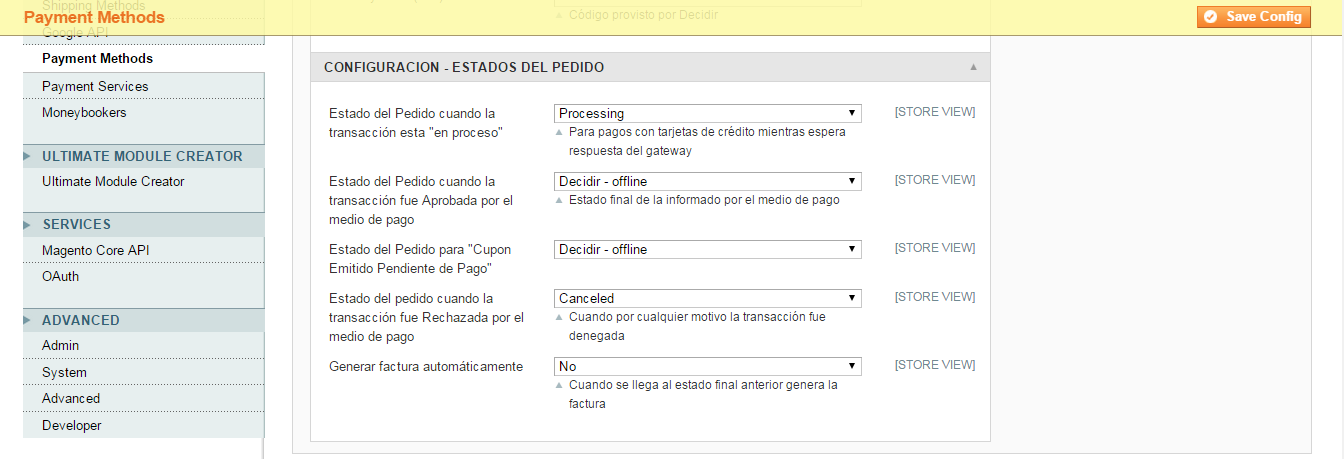 Shipping Methods
Payment Methods
Save Config
Google API
Payment Methods
Payment Services
Moneybookers
ULTIMATE MODULE CREATOR
Ultimate Module Creator
SERVICES
Magento Core API
OAuth
ADVANCED
Admin
System
Advanced
Developer
Código provisto por Decidir
CONFIGURACION - ESTADOS DEL PEDIDO
Estado del Pedido cuando la
transacción esta "en proceso"
Processing
[STORE VIEW]
Para pagos con tarjetas de crédito mientras espera
respuesta del gateway
Estado del Pedido cuando la
transacción fue Aprobada por el
medio de pago
Decidir - offline
[STORE VIEW]
Estado final de la informado por el medio de pago
Estado del Pedido para "Cupon
Emitido Pendiente de Pago"
Decidir - offline
[STORE VIEW]
Estado del pedido cuando la
transacción fue Rechazada por el
medio de pago
Canceled
[STORE VIEW]
Cuando por cualquier motivo la transacción fue
denegada
Generar factura automáticamente
No
[STORE VIEW]
Cuando se llega al estado final anterior genera la
factura